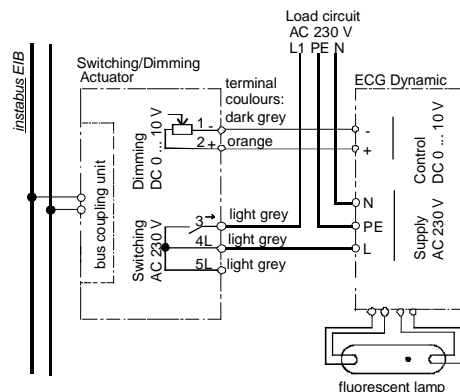 Load circuit
AC 230 V
L1 PE N
Switching/Dimming
Actuator
ECG Dynamic
instabus EIB
terminal
coulours:
dark grey
orange
Dimming
DC 0 ... 10 V
1 -
2 +
-
+
Control
DC 0 ... 10 V
bus coupling unit
Switching
AC 230 V
3
light grey
4L
light grey
5L
light grey
N
PE
L
Supply
AC 230 V
fluorescent lamp